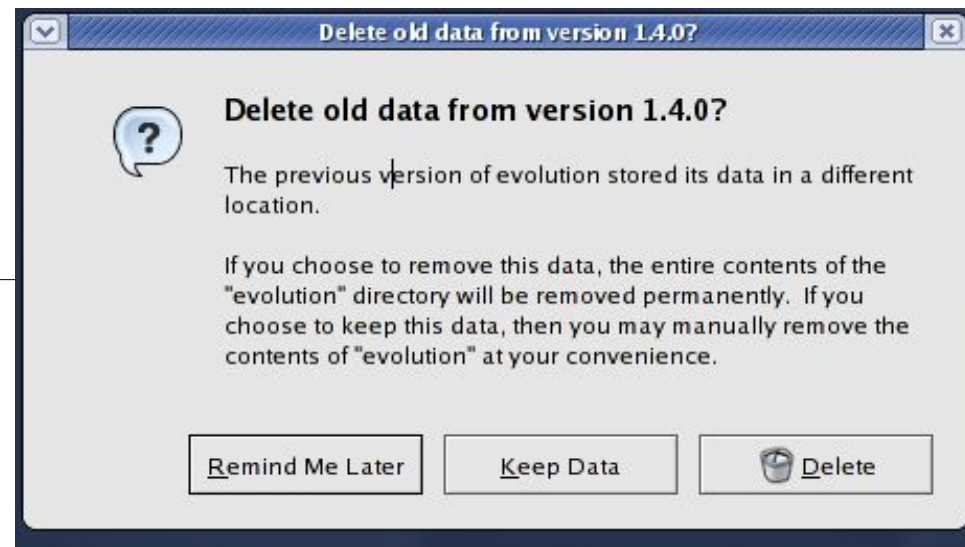 Delete old data from version 1.4.0?
Delete old data from version 1.4.0?
The previous version of evolution stored its data in a different
location.
If you choose to remove this data, the entire contents of the
"evolution" directory will be removed permanently.  If you
choose to keep this data, then you may manually remove the
contents of "evolution" at your convenience.
Remind Me Later
Keep Data
Delete